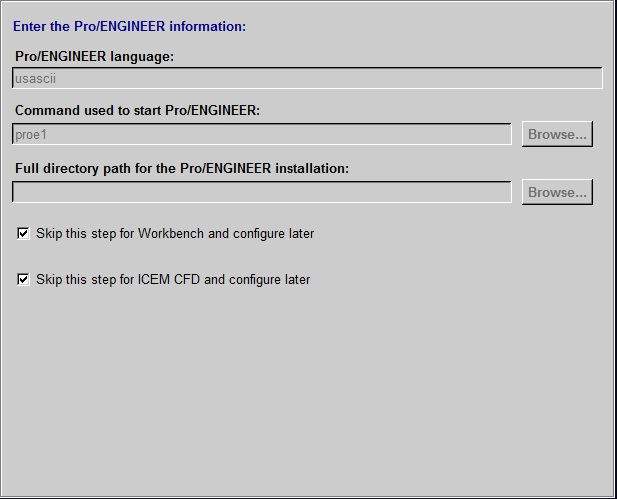 Enter the Pro/ENGINEER information:
Pro/ENGINEER language:
usascii
Command used to start Pro/ENGINEER:
proe1
Browse...
Full directory path for the Pro/ENGINEER installation:
Browse...
Skip this step for Workbench and configure later
Skip this step for ICEM CFD and configure later